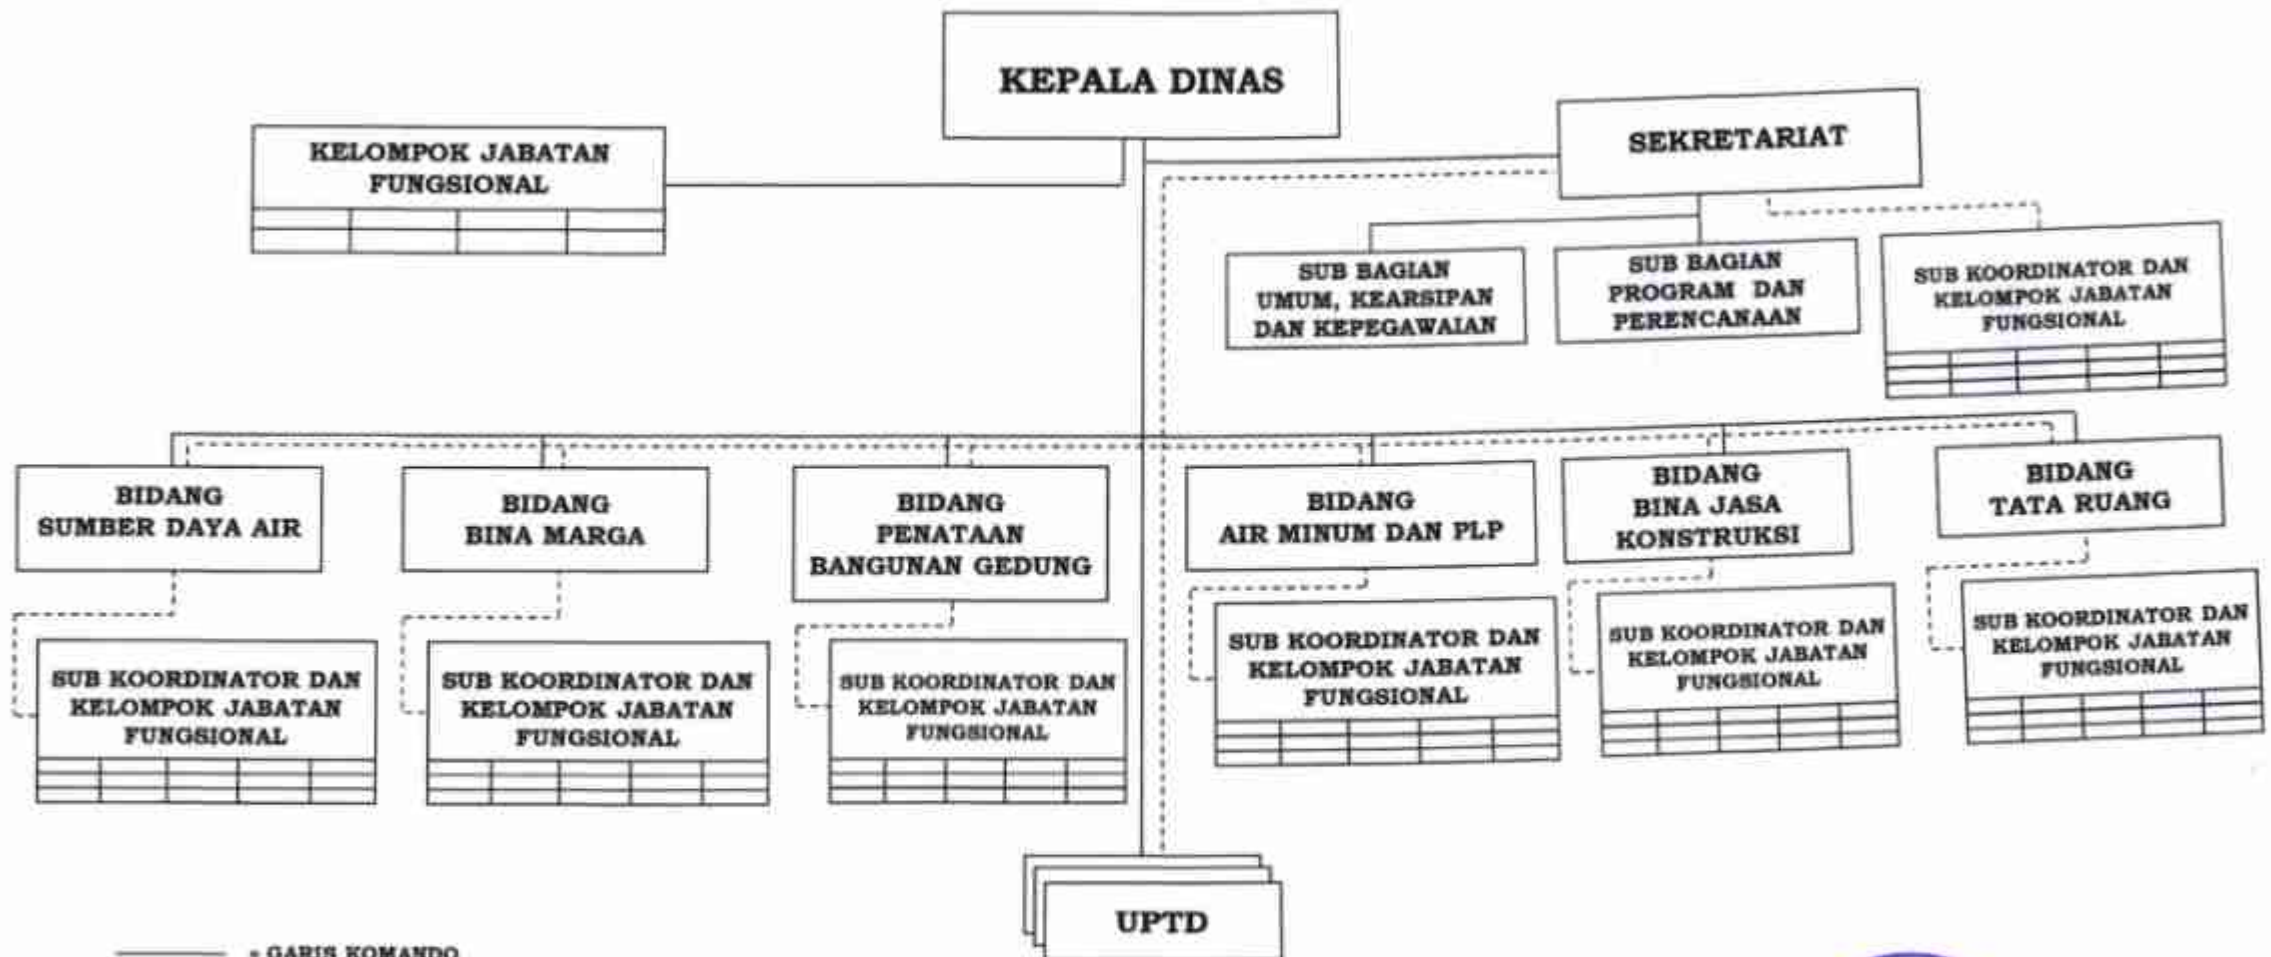 KEPALA DINAS
KELOMPOK JABATAN
FUNGSIONAL
SEKRETARIAT
SUB BAGIAN
UMUM, KEARSIPAN
DAN KEPEGAWAIAN
SUB BAGIAN
PROGRAM DAN
PERENCANAAN
SUB KOORDINATOR DAN
KELOMPOK JABATAN
FUNGSIONAL
BIDANG
SUMBER DAYA AIR
BIDANG
BINA MARGA
BIDANG
PENATAAN
BANGUNAN GEDUNG
BIDANG
AIR MINUM DAN PLP
BIDANG
BINA JASA
KONSTRUKSI
BIDANG
TATA RUANG
SUB KOORDINATOR DAN
KELOMPOK JABATAN
FUNGSIONAL
SUB KOORDINATOR DAN
KELOMPOK JABATAN
FUNGSIONAL
SUB KOORDINATOR DAN
KELOMPOK JABATAN
FUNGSIONAL
SUB KOORDINATOR DAN
KELOMPOK JABATAN
FUNGSIONAL
SUB KOORDINATOR DAN
KELOMPOK JABATAN
FUNGSIONAL
SUB KOORDINATOR DAN
KELOMPOK JABATAN
FUNGSIONAL
UPTD
= GARIS KOMANDO